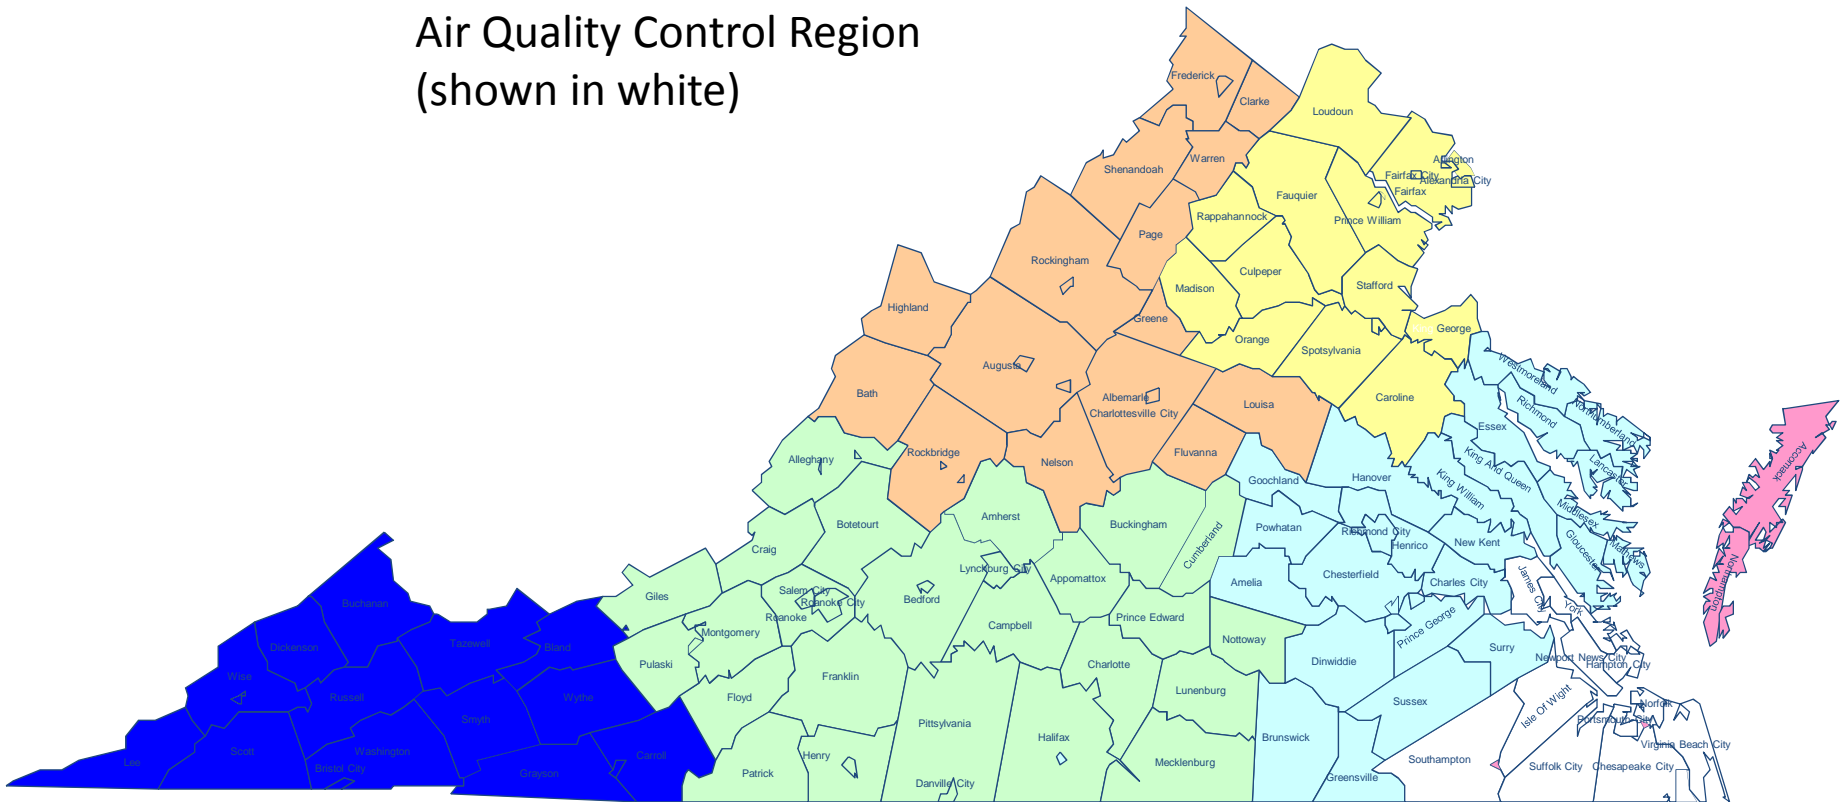 Air Quality Control Region
(shown in white)
Frederick
Clarke
Loudoun
Warren
Shenandoah
Arlington
Fairfax City
Alexandria City
Fairfax
Fauquier
Prince William
Rappahannock
Page
Rockingham
Culpeper
Madison
Stafford
Highland
Greene
George
Orange
Spotsylvania
Augusta
Bath
Albemarle
Charlottesville City
Louisa
Caroline
Westmoreland
Richmond
Northumberland
Essex
Lancaster
Accomack
Alleghany
Rockbridge
Nelson
Fluvanna
Goochland
Hanover
King And Queen
King William
Middlesex
Botetourt
Amherst
Buckingham
Cumberland
Powhatan
Richmond City
Henrico
New Kent
Gloucester
Mathews
Craig
Lynchburg City
Appomattox
Amelia
Chesterfield
Charles City
James City
York
Northampton
Giles
Salem City
Roanoke City
Roanoke
Bedford
Campbell
Prince Edward
Nottoway
Prince George
Dinwiddie
Surry
Newport News City
Hampton City
Buchanan
Dickenson
Tazewell
Bland
Montgomery
Pulaski
Wise
Russell
Wythe
Smyth
Floyd
Franklin
Charlotte
Lunenburg
Sussex
Isle Of Wight
Norfolk
Portsmouth City
Virginia Beach City
Lee
Scott
Washington
Bristol City
Grayson
Carroll
Patrick
Henry
Pittsylvania
Danville City
Halifax
Mecklenburg
Brunswick
Greensville
Southampton
Suffolk City
Chesapeake City